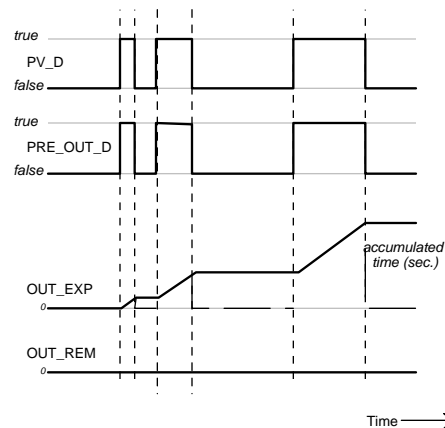 true
PV_D
false
true
PRE_OUT_D
false
accumulated
time (sec.)
OUT_EXP
0
OUT_REM
0
Time